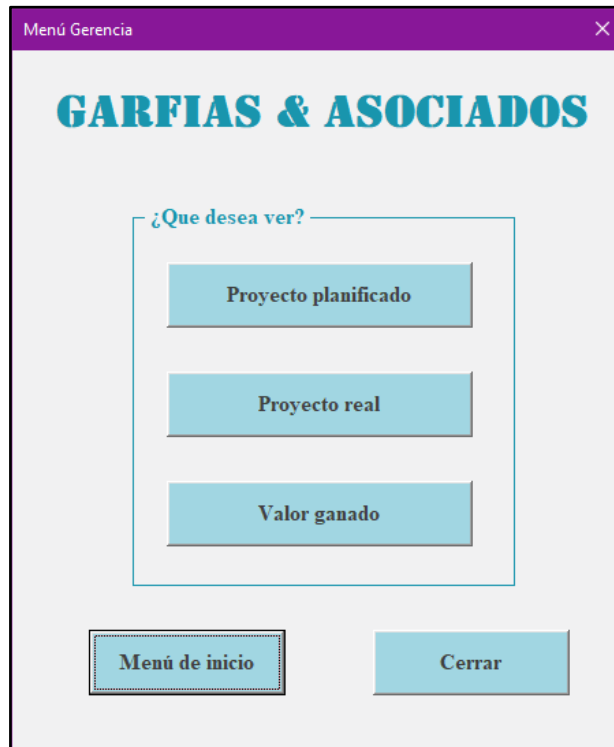 Menú Gerencia
GARFIAS & ASOCIADOS
¿Que desea ver?
Proyecto planificado
Proyecto real
Valor ganado
Menú de inicio
Cerrar